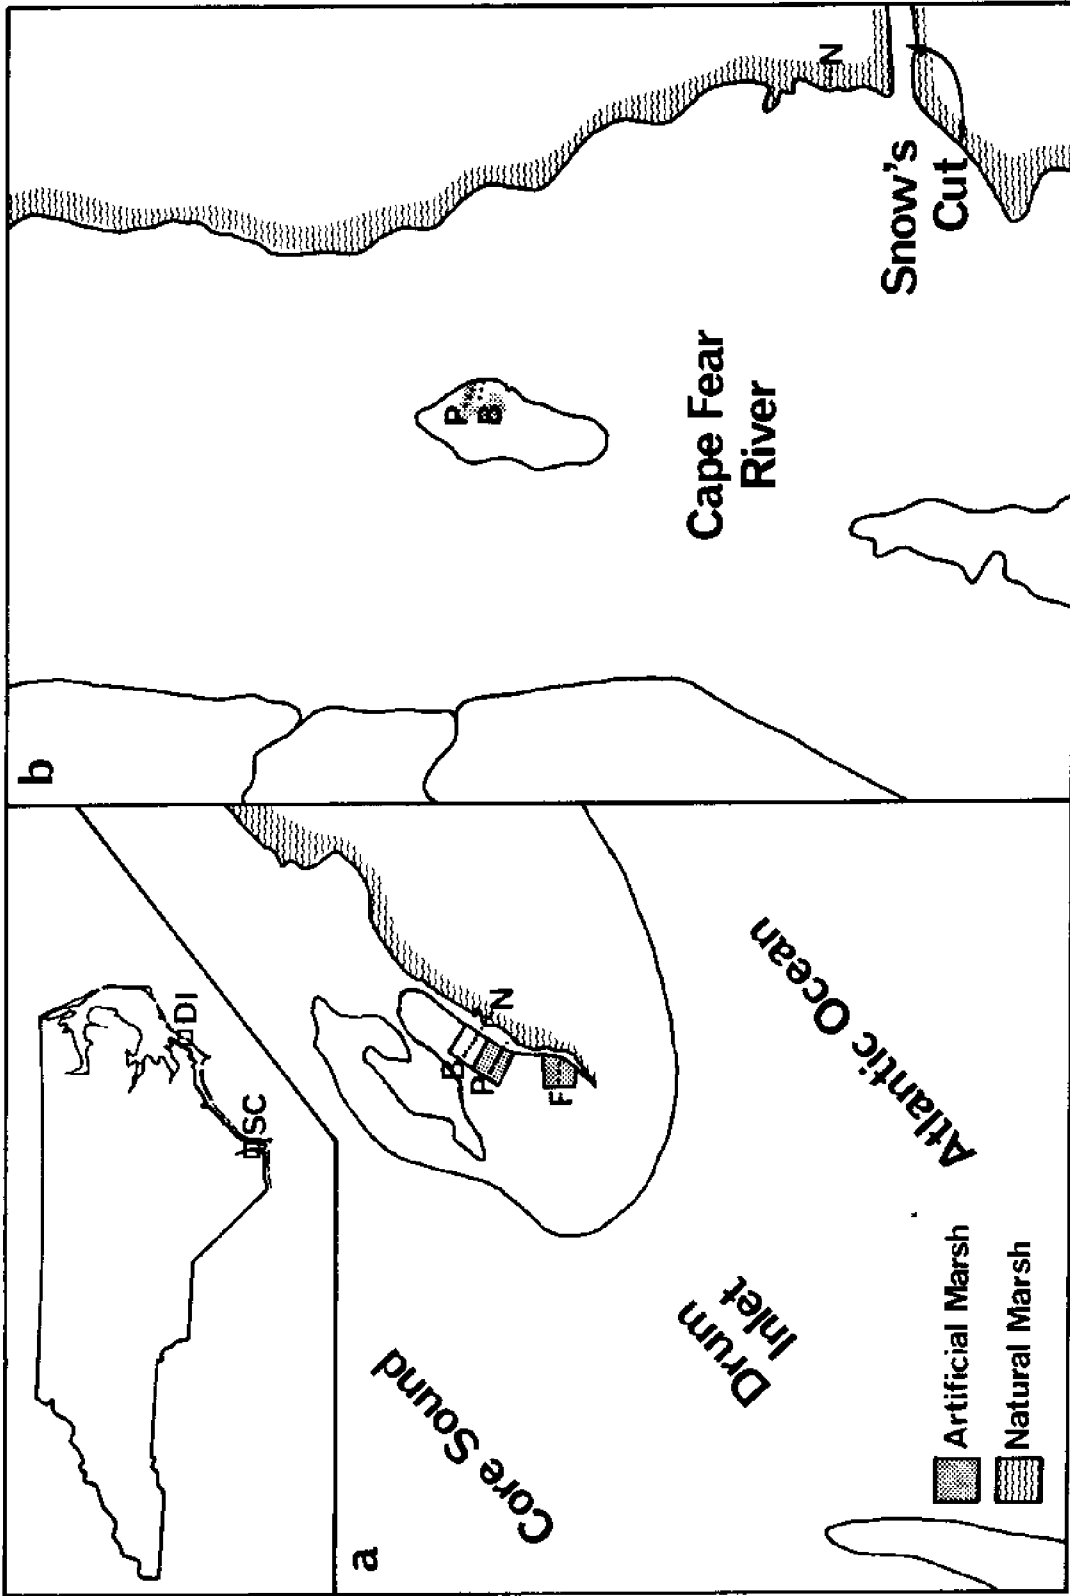 DI
SC
a
Core Sound
B
P
F
N
Drum
Inlet
Atlantic Ocean
Artificial Marsh
Natural Marsh
b
P
B
Cape Fear
River
N
Snow's
Cut